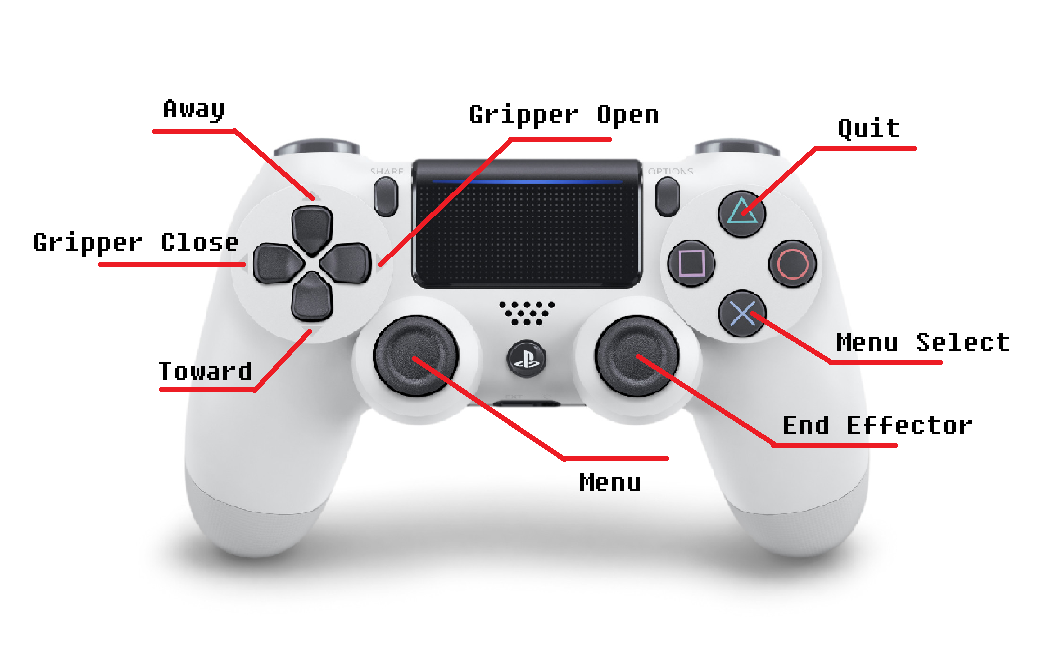 Away
Gripper Open
Quit
SHARE
OPTIONS
Gripper Close
Menu Select
Toward
End Effector
Menu